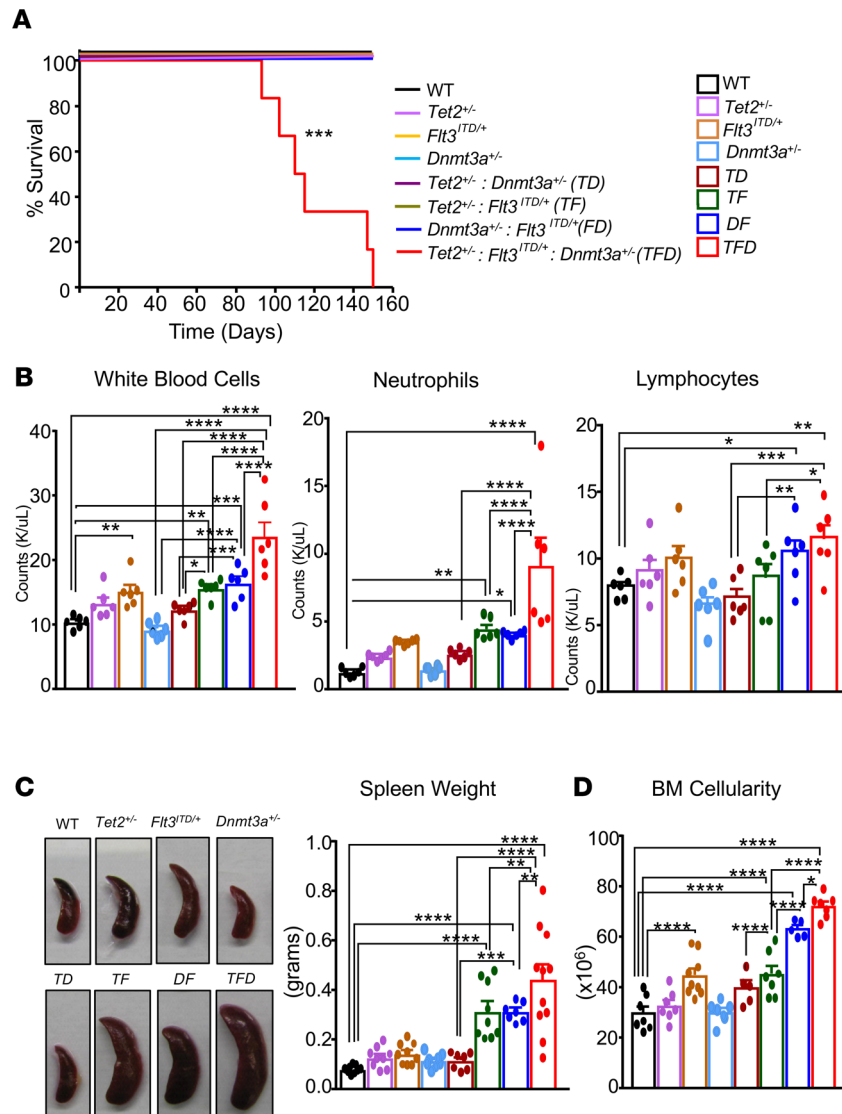 A
100
80
60
40
20
0
% Survival
***
20 40 60 80 100 120 140 160
Time (Days)
WT
Tet2+/-
Flt3ITD/+
Dnmt3a+/-
Tet2+/- : Dnmt3a+/- (TD)
Tet2+/- : Flt3ITD/+ (TF)
Dnmt3a+/- : Flt3ITD/+(FD)
Tet2+/- : Flt3ITD/+ : Dnmt3a+/- (TFD)
WT
Tet2+/-
Flt3ITD/+
Dnmt3a+/-
TD
TF
DF
TFD
B
White Blood Cells
Counts (K/uL)
40
30
20
10
0
****
****
****
****
****
***
**
**
****
***
*
Neutrophils
Counts (K/uL)
20
15
10
5
0
****
****
****
****
**
*
Lymphocytes
Counts (K/uL)
20
15
10
5
0
**
*
***
*
**
C
WT Tet2+/- Flt3ITD/+ Dnmt3a+/-
TD TF DF TFD
Spleen Weight
(grams)
1.0
0.8
0.6
0.4
0.2
0.0
****
****
**
**
****
****
***
D
BM Cellularity
(x10⁶)
100
80
60
40
20
0
****
****
****
****
*
****
****
****